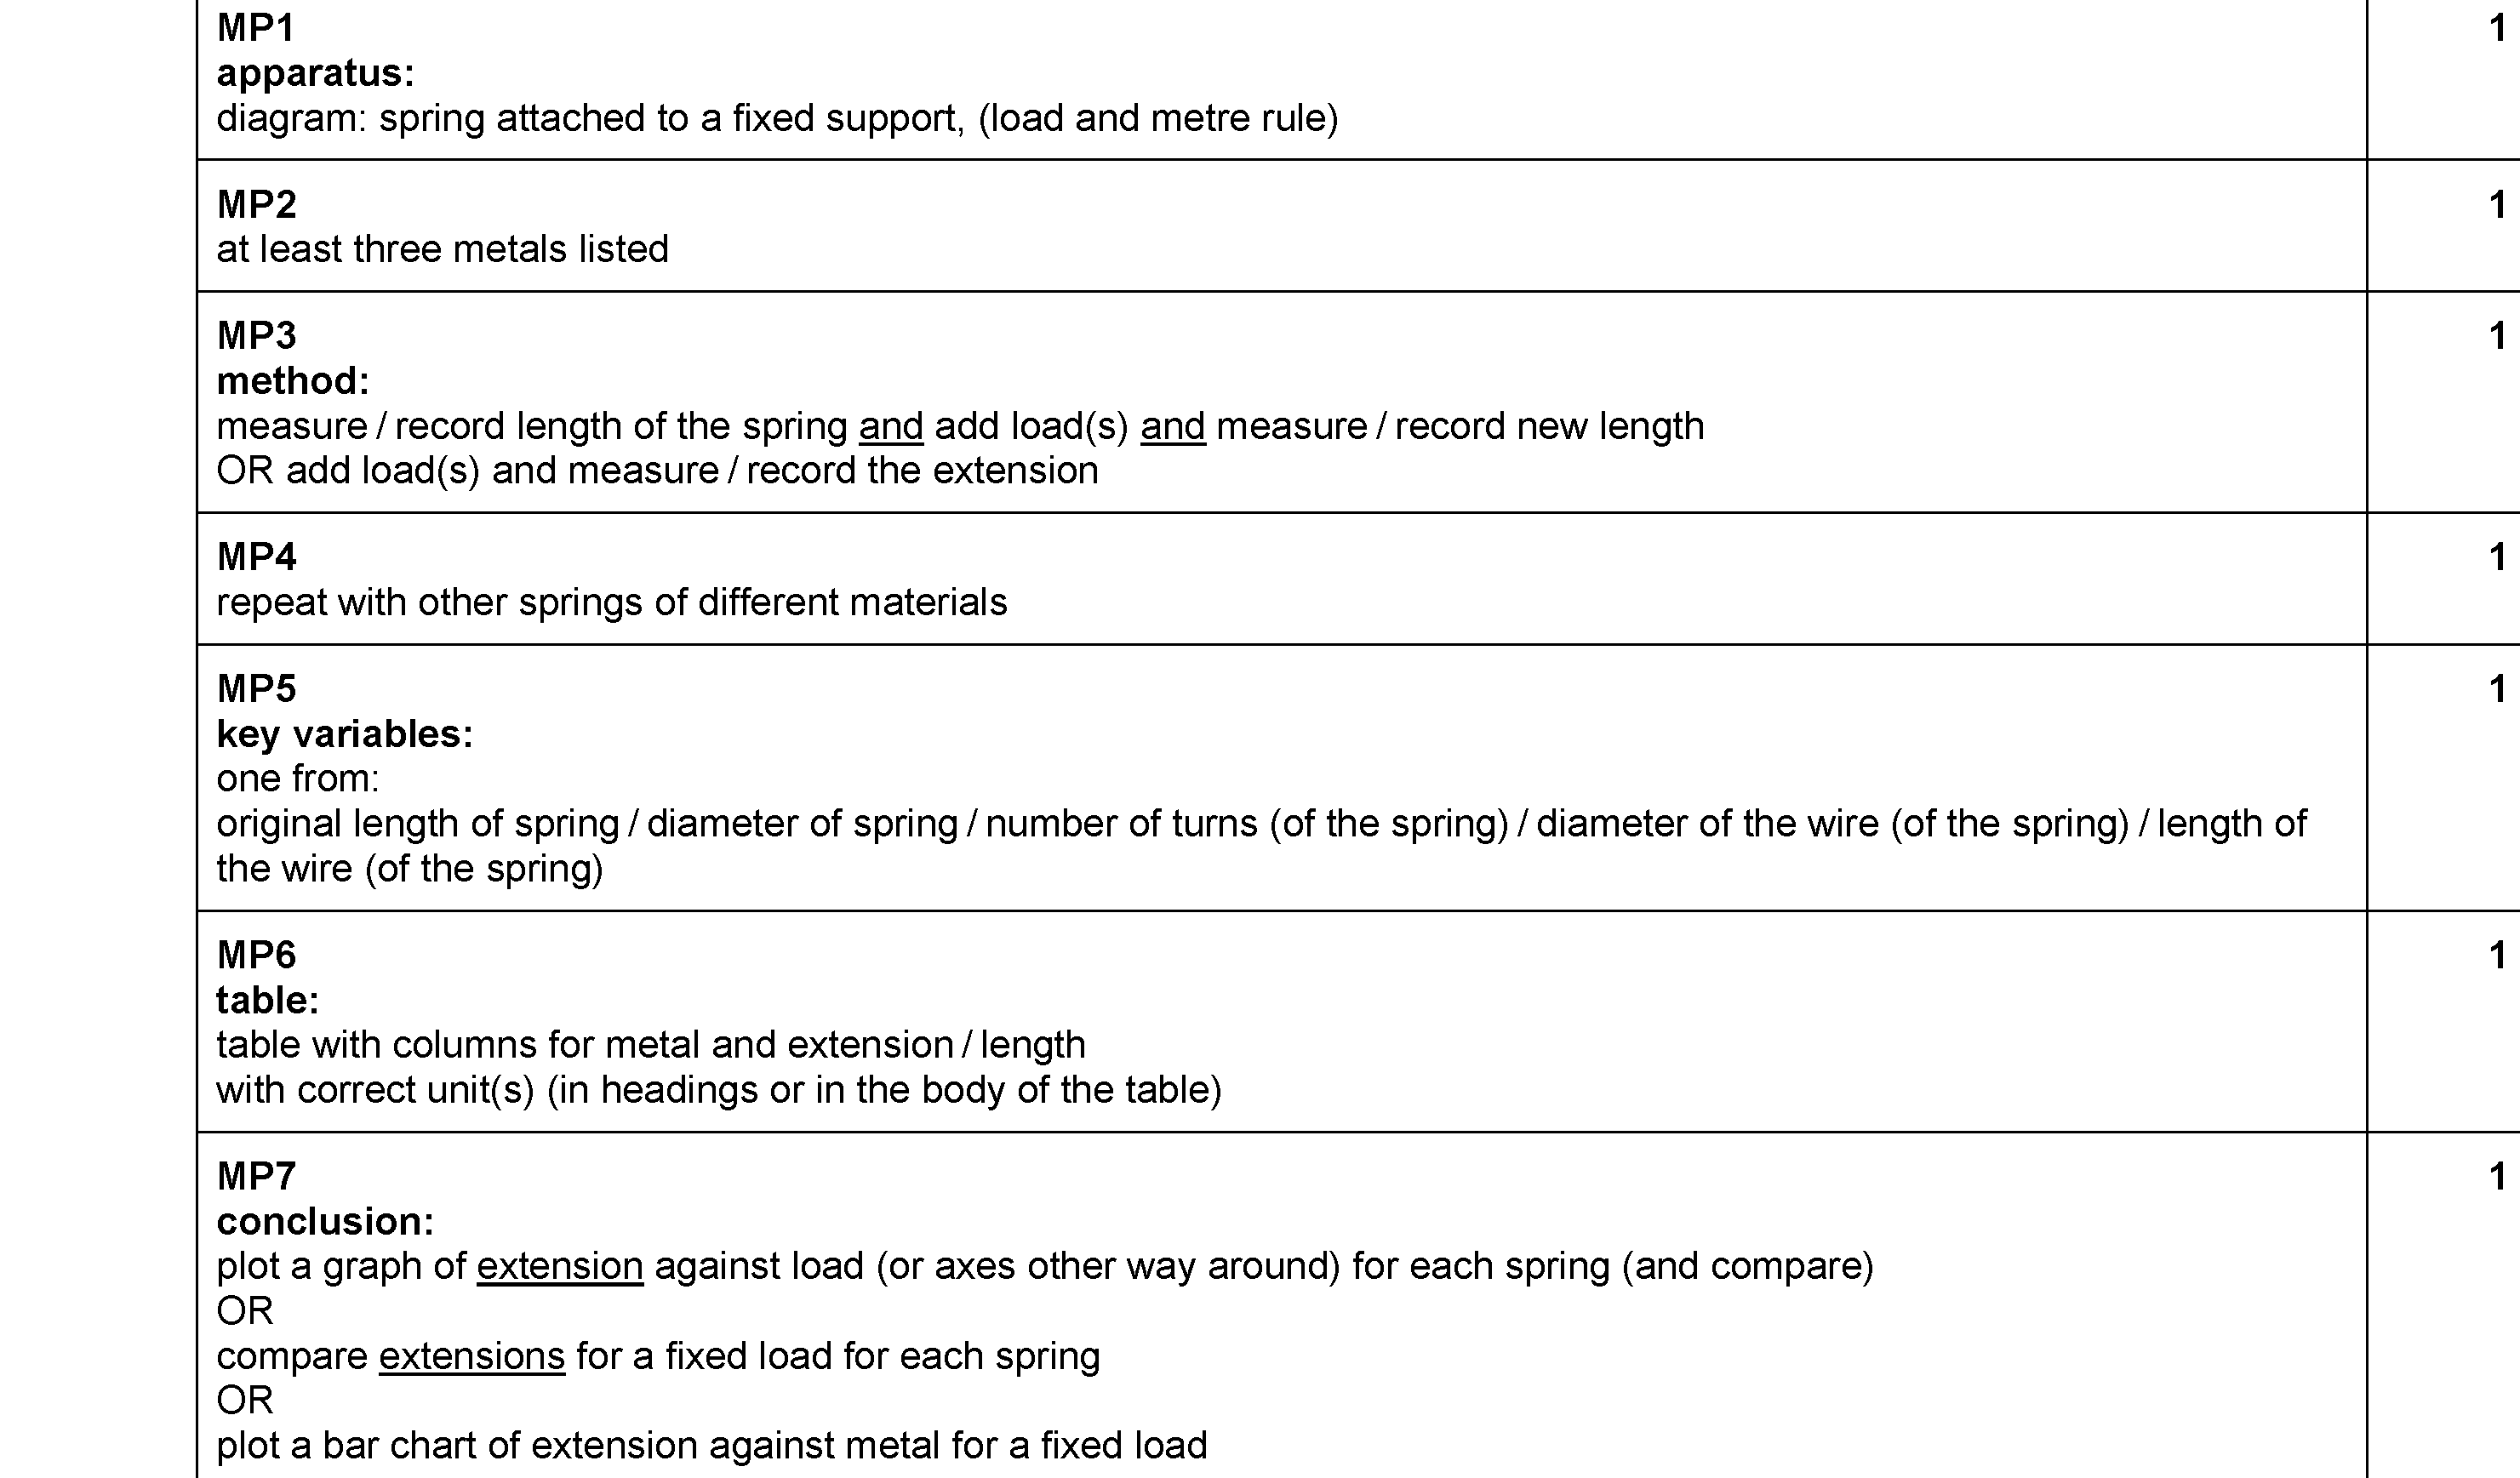 MP1 1
apparatus:
diagram: spring attached to a fixed support, (load and metre rule)
MP2 1
at least three metals listed
MP3 1
method:
measure / record length of the spring and add load(s) and measure / record new length
OR add load(s) and measure / record the extension
MP4 1
repeat with other springs of different materials
MP5 1
key variables:
one from:
original length of spring / diameter of spring / number of turns (of the spring) / diameter of the wire (of the spring) / length of
the wire (of the spring)
MP6 1
table:
table with columns for metal and extension / length
with correct unit(s) (in headings or in the body of the table)
MP7 1
conclusion:
plot a graph of extension against load (or axes other way around) for each spring (and compare)
OR
compare extensions for a fixed load for each spring
OR
plot a bar chart of extension against metal for a fixed load